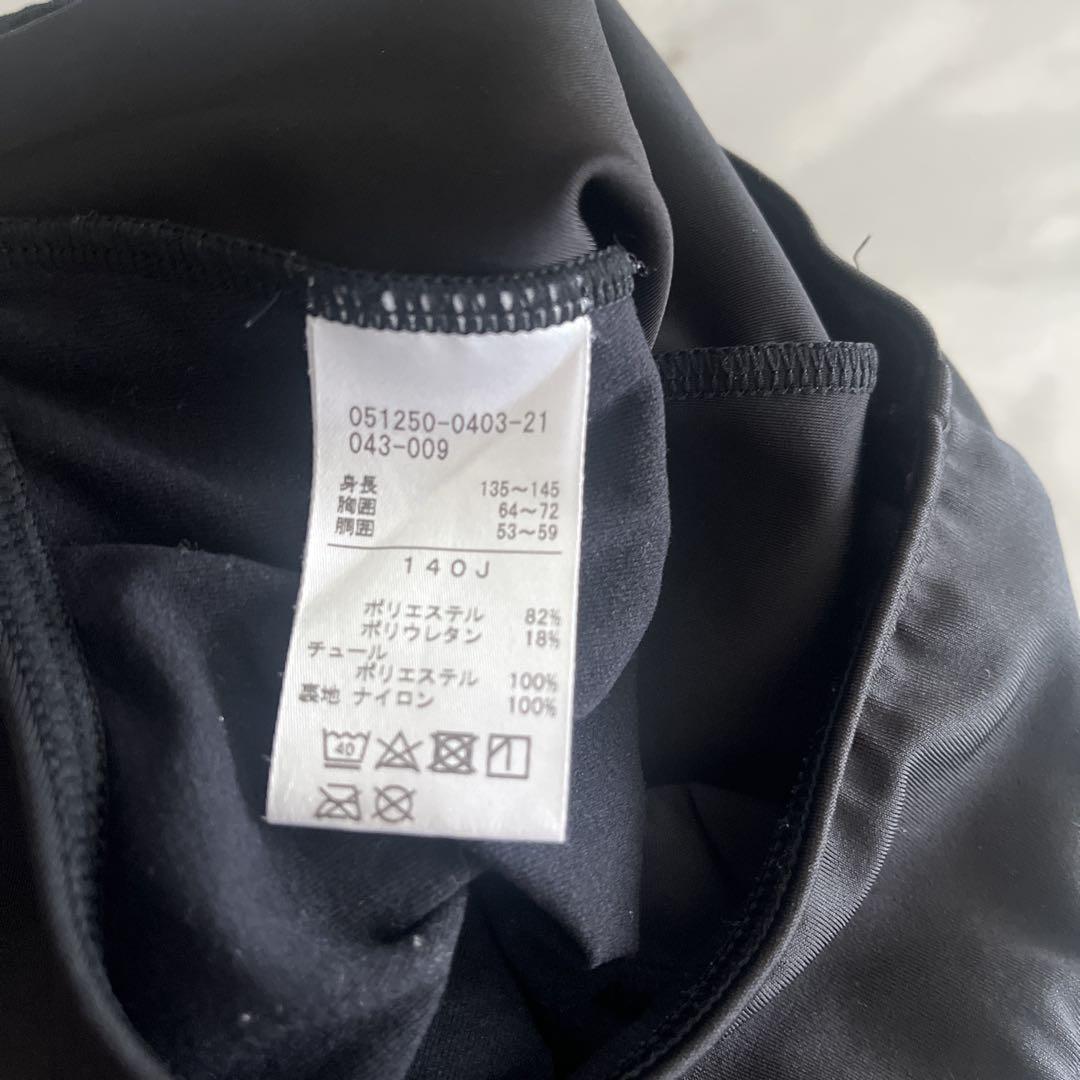 051250-0403-21
043-009
身長 135～145
胸囲 64～72
胴囲 53～59
140J
ポリエステル 82%
ポリウレタン 18%
チュール
ポリエステル 100%
裏地 ナイロン 100%
40